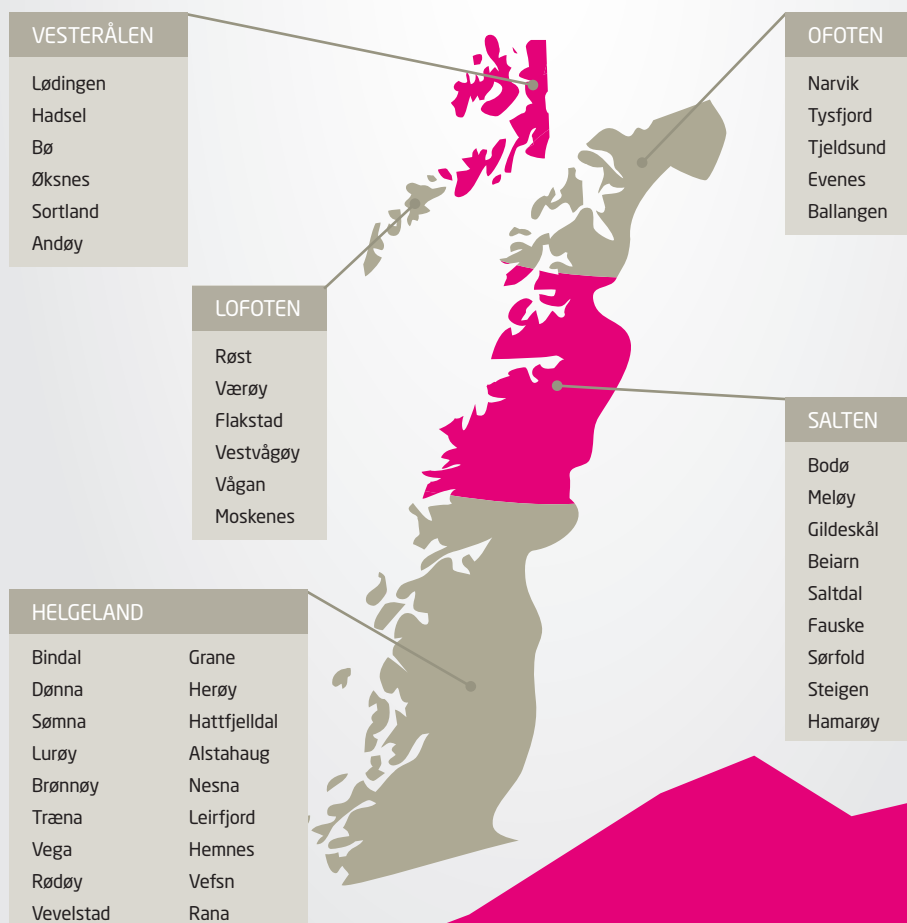 VESTERÅLEN
Lødingen
Hadsel
Bø
Øksnes
Sortland
Andøy
OFOTEN
Narvik
Tysfjord
Tjeldsund
Evenes
Ballangen
LOFOTEN
Røst
Værøy
Flakstad
Vestvågøy
Vågan
Moskenes
SALTEN
Bodø
Meløy
Gildeskål
Beiarn
Saltdal
Fauske
Sørfold
Steigen
Hamarøy
HELGELAND
Bindal
Dønna
Sømna
Lurøy
Brønnøy
Træna
Vega
Rødøy
Vevelstad
Grane
Herøy
Hattfjelldal
Alstahaug
Nesna
Leirfjord
Hemnes
Vefsn
Rana